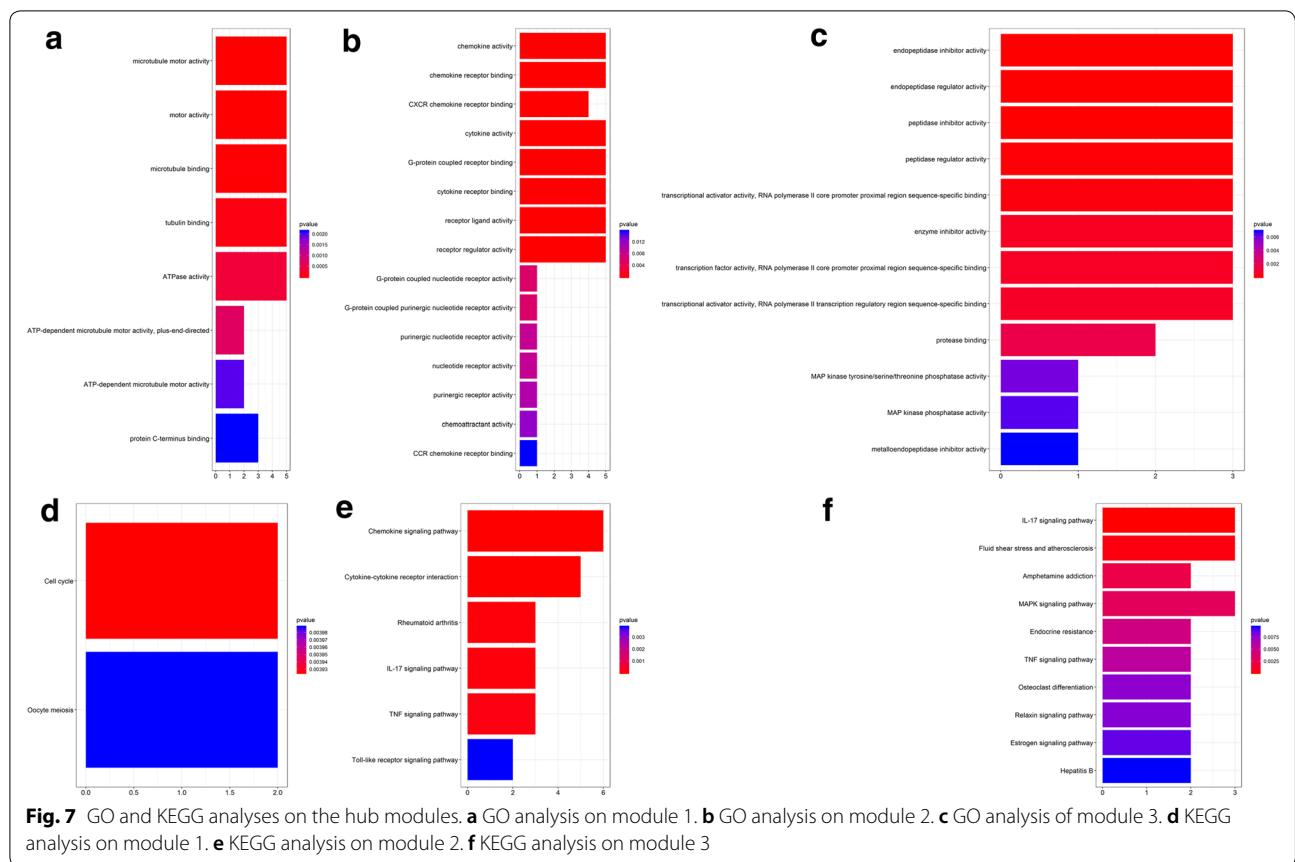 a
microtubule motor activity
motor activity
microtubule binding
tubulin binding
ATPase activity
ATP-dependent microtubule motor activity, plus-end-directed
ATP-dependent microtubule motor activity
protein C-terminus binding
0 1 2 3 4 5
pvalue
0.0020
0.0015
0.0010
0.0005
b
chemokine activity
chemokine receptor binding
CXCR chemokine receptor binding
cytokine activity
G-protein coupled receptor binding
cytokine receptor binding
receptor ligand activity
receptor regulator activity
G-protein coupled nucleotide receptor activity
G-protein coupled purinergic nucleotide receptor activity
purinergic nucleotide receptor activity
nucleotide receptor activity
purinergic receptor activity
chemoattractant activity
CCR chemokine receptor binding
0 1 2 3 4 5
pvalue
0.012
0.008
0.004
c
endopeptidase inhibitor activity
endopeptidase regulator activity
peptidase inhibitor activity
peptidase regulator activity
transcriptional activator activity, RNA polymerase II core promoter proximal region sequence-specific binding
enzyme inhibitor activity
transcription factor activity, RNA polymerase II core promoter proximal region sequence-specific binding
transcriptional activator activity, RNA polymerase II transcription regulatory region sequence-specific binding
protease binding
MAP kinase tyrosine/serine/threonine phosphatase activity
MAP kinase phosphatase activity
metalloendopeptidase inhibitor activity
0 1 2 3
pvalue
0.006
0.004
0.002
d
Cell cycle
Oocyte meiosis
0.0 0.5 1.0 1.5 2.0
pvalue
0.00398
0.00397
0.00396
0.00395
0.00394
0.00393
e
Chemokine signaling pathway
Cytokine-cytokine receptor interaction
Rheumatoid arthritis
IL-17 signaling pathway
TNF signaling pathway
Toll-like receptor signaling pathway
0 2 4 6
pvalue
0.003
0.002
0.001
f
IL-17 signaling pathway
Fluid shear stress and atherosclerosis
Amphetamine addiction
MAPK signaling pathway
Endocrine resistance
TNF signaling pathway
Osteoclast differentiation
Relaxin signaling pathway
Estrogen signaling pathway
Hepatitis B
0 1 2 3
pvalue
0.0075
0.0050
0.0025
Fig. 7 GO and KEGG analyses on the hub modules. a GO analysis on module 1. b GO analysis on module 2. c GO analysis of module 3. d KEGG
analysis on module 1. e KEGG analysis on module 2. f KEGG analysis on module 3